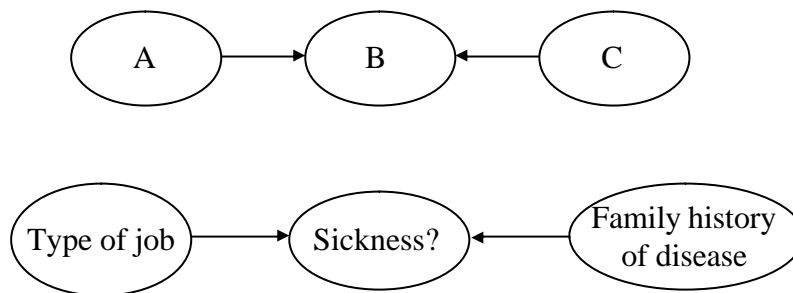 A
B
C
Type of job
Sickness?
Family history
of disease